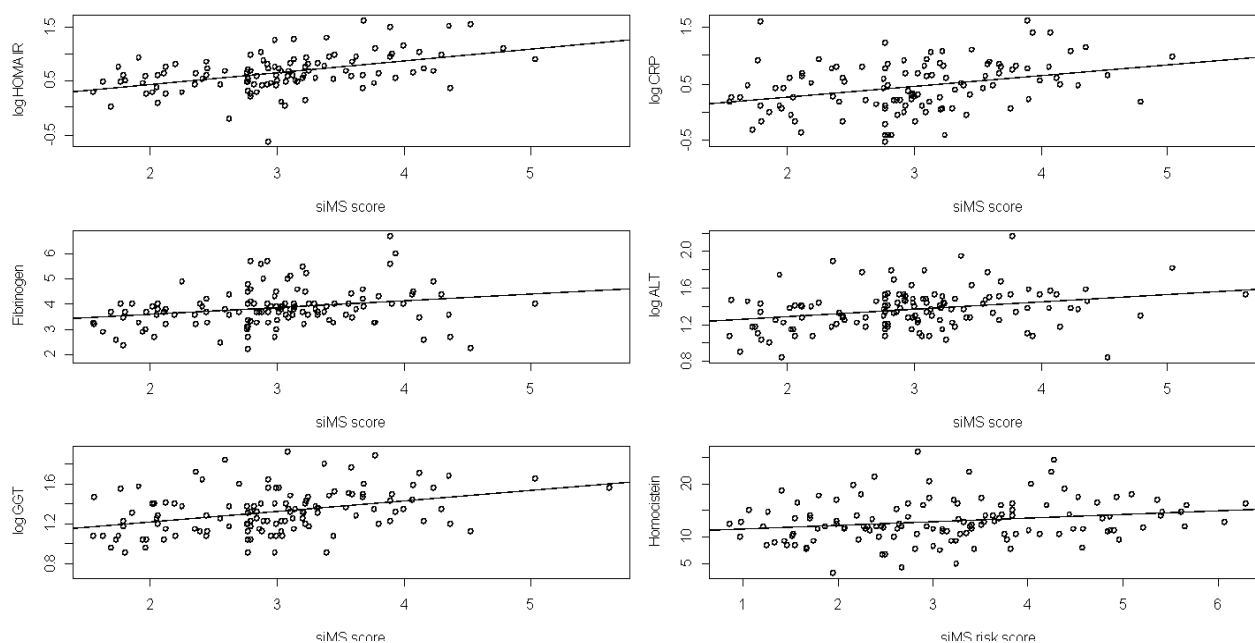 log HOMA IR
1.5
0.5
-0.5
2 3 4 5
siMS score
log CRP
1.5
0.5
-0.5
2 3 4 5
siMS score
Fibrinogen
6
5
4
3
2
2 3 4 5
siMS score
log ALT
2.0
1.6
1.2
0.8
2 3 4 5
siMS score
log GGT
1.6
1.2
0.8
2 3 4 5
siMS score
Homocistein
20
10
5
1 2 3 4 5 6
siMS risk score